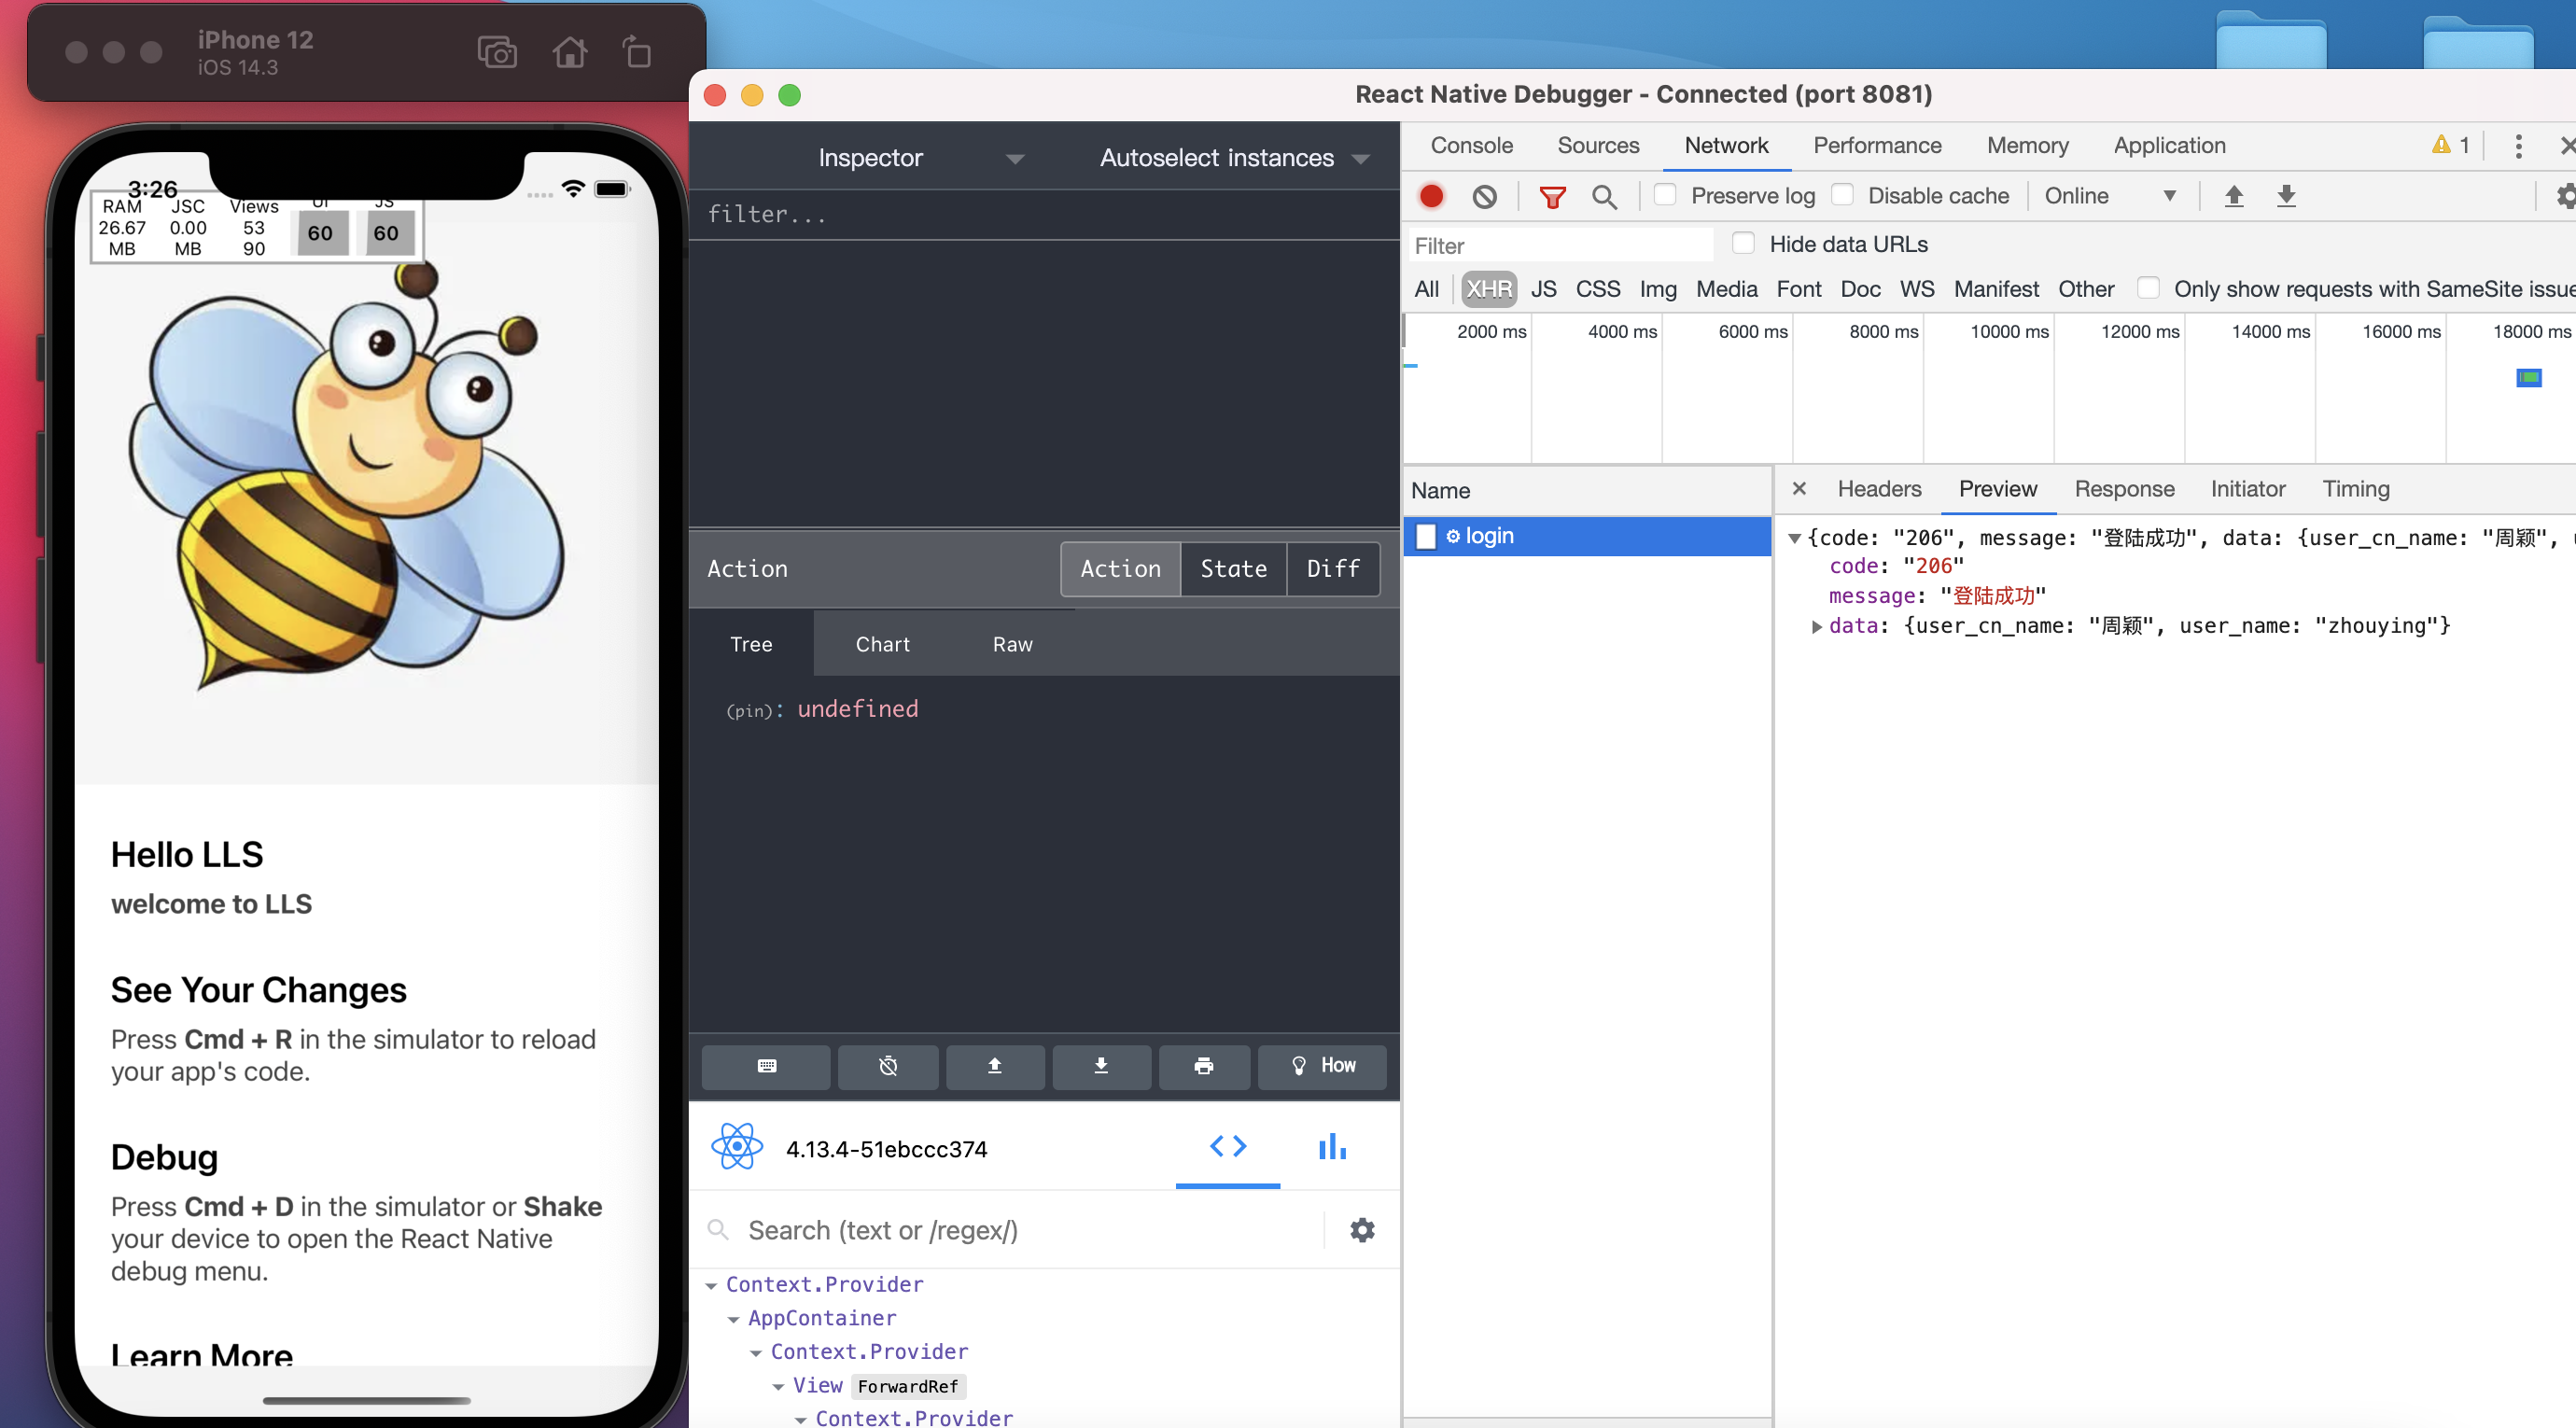 iPhone 12
iOS 14.3
3:26
RAM JSC Views UI JS
26.67 0.00 53 60 60
MB MB 90
Hello LLS
welcome to LLS
See Your Changes
Press Cmd + R in the simulator to reload
your app's code.
Debug
Press Cmd + D in the simulator or Shake
your device to open the React Native
debug menu.
Learn More
React Native Debugger - Connected (port 8081)
Inspector Autoselect instances
filter...
Action Action State Diff
Tree Chart Raw
(pin): undefined
How
4.13.4-51ebccc374
Search (text or /regex/)
Context.Provider
AppContainer
Context.Provider
View ForwardRef
Context.Provider
Console Sources Network Performance Memory Application 1
Preserve log Disable cache Online
Filter Hide data URLs
All XHR JS CSS Img Media Font Doc WS Manifest Other Only show requests with SameSite issue
2000 ms 4000 ms 6000 ms 8000 ms 10000 ms 12000 ms 14000 ms 16000 ms 18000 ms
Name
login
Headers Preview Response Initiator Timing
{code: "206", message: "登陆成功", data: {user_cn_name: "周颖",
code: "206"
message: "登陆成功"
data: {user_cn_name: "周颖", user_name: "zhouying"}